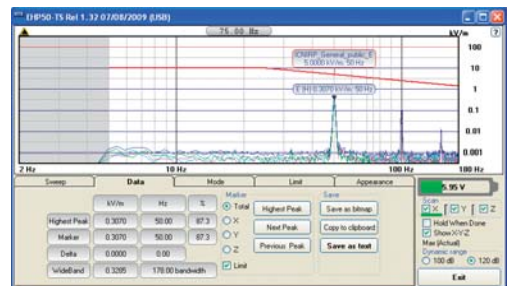 EHP50-TS Rel 1.32 07/08/2009 (USB)
75.00 Hz
kV/m
?
100
10
1
0.1
0.01
0.001
ICNIRP_General_public_E
5.0000 kV/m 50 Hz
E (H) 0.3070 kV/m 50 Hz
2 Hz
10 Hz
100 Hz
Sweep
Data
Mode
Limit
Appearance
kV/m
Hz
%
Highest Peak
0.3070
50.00
87.3
Marker
0.3070
50.00
87.3
Delta
0.0000
0.00
WideBand
0.3285
178.00 bandwidth
Marker
Total
X
Y
Z
Limit
Highest Peak
Next Peak
Previous Peak
Save
Save as bitmap
Copy to clipboard
Save as text
5.95 V
Scan
X
Y
Z
Hold When Done
Show X-Y-Z
Max (Actual)
Dynamic range
100 dB
120 dB
Exit